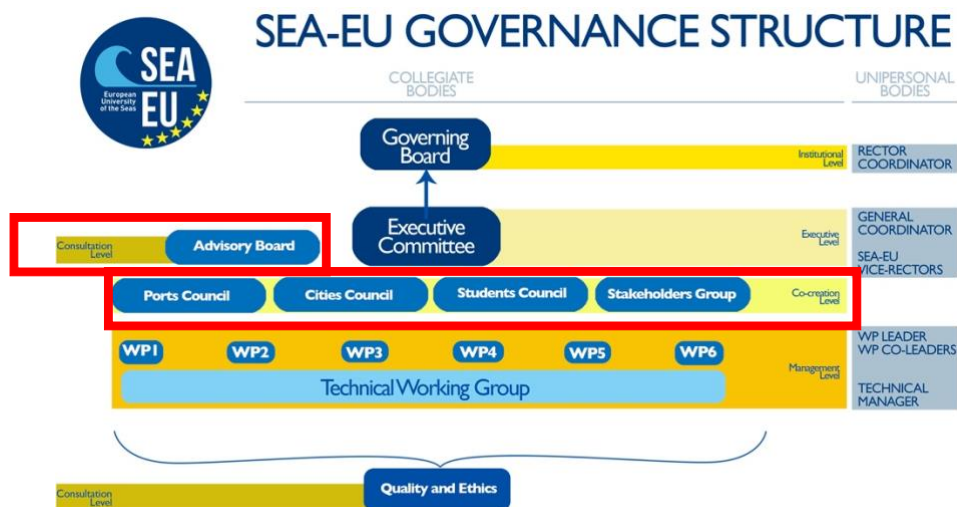 SEA-EU GOVERNANCE STRUCTURE
SEA
EU
European
University
of the Seas
COLLEGIATE
BODIES
UNIPERSONAL
BODIES
Governing
Board
Institutional
Level
RECTOR
COORDINATOR
Executive
Committee
Executive
Level
GENERAL
COORDINATOR
SEA-EU
VICE-RECTORS
Consultation
Level
Advisory Board
Ports Council
Cities Council
Students Council
Stakeholders Group
Co-creation
Level
WP1
WP2
WP3
WP4
WP5
WP6
Technical Working Group
Management
Level
WP LEADER
WP CO-LEADERS
TECHNICAL
MANAGER
Consultation
Level
Quality and Ethics